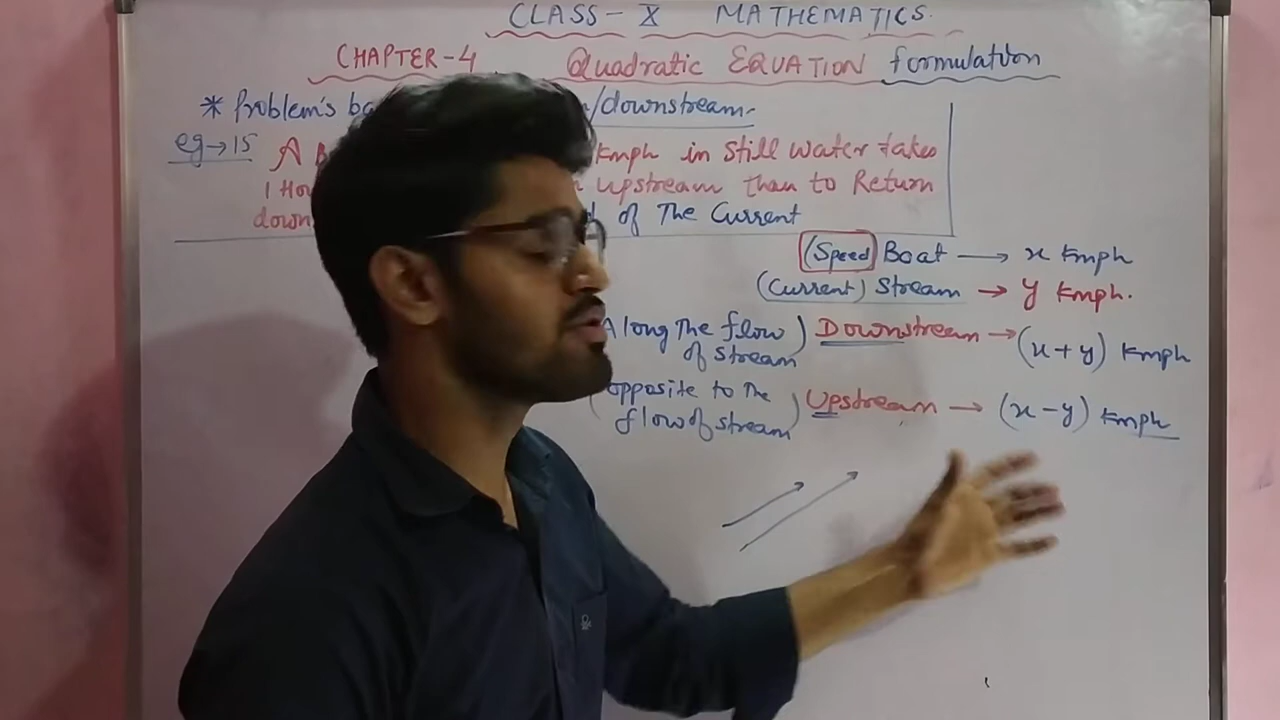 CLASS - X MATHEMATICS.
CHAPTER-4 Quadratic EQUATION formulation
* Problem's ba /downstream.
eg→15 A B kmph in Still Water takes
1 Hou upstream than to Return
down of The Current
(Speed) Boat → x kmph
(Current) Stream → y kmph.
Along The flow of stream) Downstream → (x + y) kmph
(opposite to The flow of stream) Upstream → (x - y) kmph